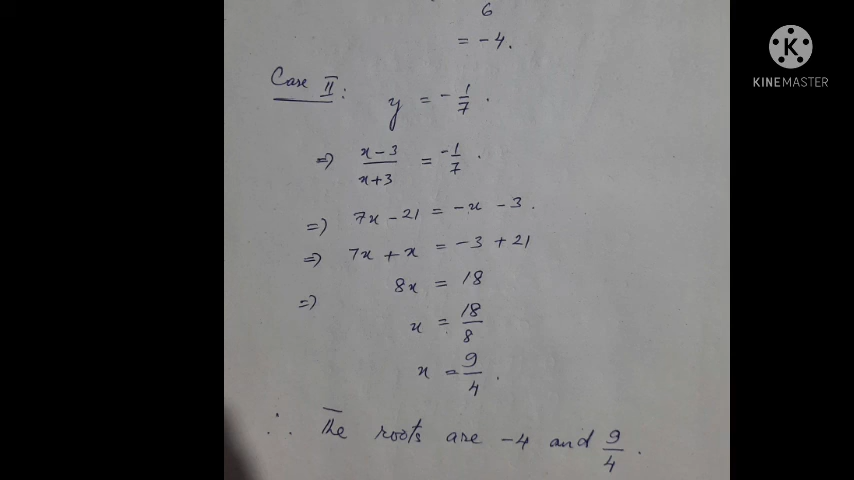 6
= -4.
K
KINEMASTER
Case II:
y = -1/7.
=> x-3/x+3 = -1/7.
=> 7x - 21 = -x - 3.
=> 7x + x = -3 + 21
=> 8x = 18
x = 18/8
x = 9/4.
∴ The roots are -4 and 9/4.